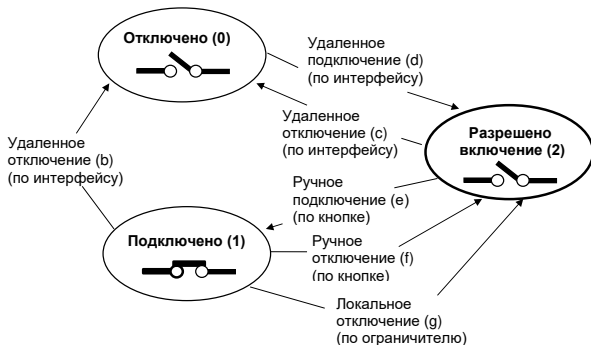 Отключено (0)
Удаленное
подключение (d)
(по интерфейсу)
Удаленное
отключение (c)
(по интерфейсу)
Разрешено
включение (2)
Удаленное
отключение (b)
(по интерфейсу)
Ручное
подключение (e)
(по кнопке)
Подключено (1)
Ручное
отключение (f)
(по кнопке)
Локальное
отключение (g)
(по ограничителю)